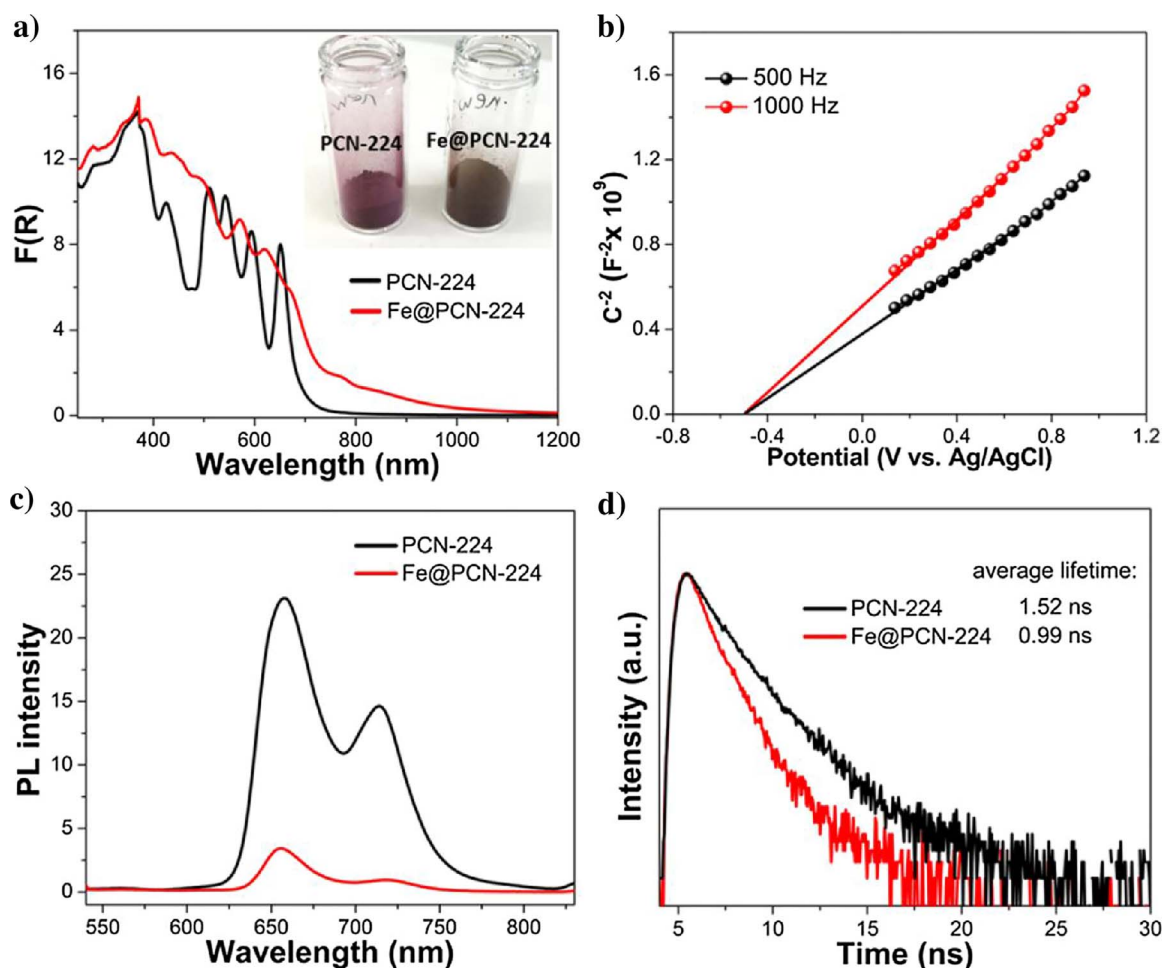 a)
F(R)
16
12
8
4
0
PCN-224
Fe@PCN-224
PCN-224
Fe@PCN-224
400
600
800
1000
1200
Wavelength (nm)
b)
C⁻² (F⁻²x 10⁹)
1.6
1.2
0.8
0.4
0.0
500 Hz
1000 Hz
-0.8
-0.4
0.0
0.4
0.8
1.2
Potential (V vs. Ag/AgCl)
c)
PL intensity
30
25
20
15
10
5
0
PCN-224
Fe@PCN-224
550
600
650
700
750
800
Wavelength (nm)
d)
Intensity (a.u.)
average lifetime:
PCN-224 1.52 ns
Fe@PCN-224 0.99 ns
5
10
15
20
25
30
Time (ns)